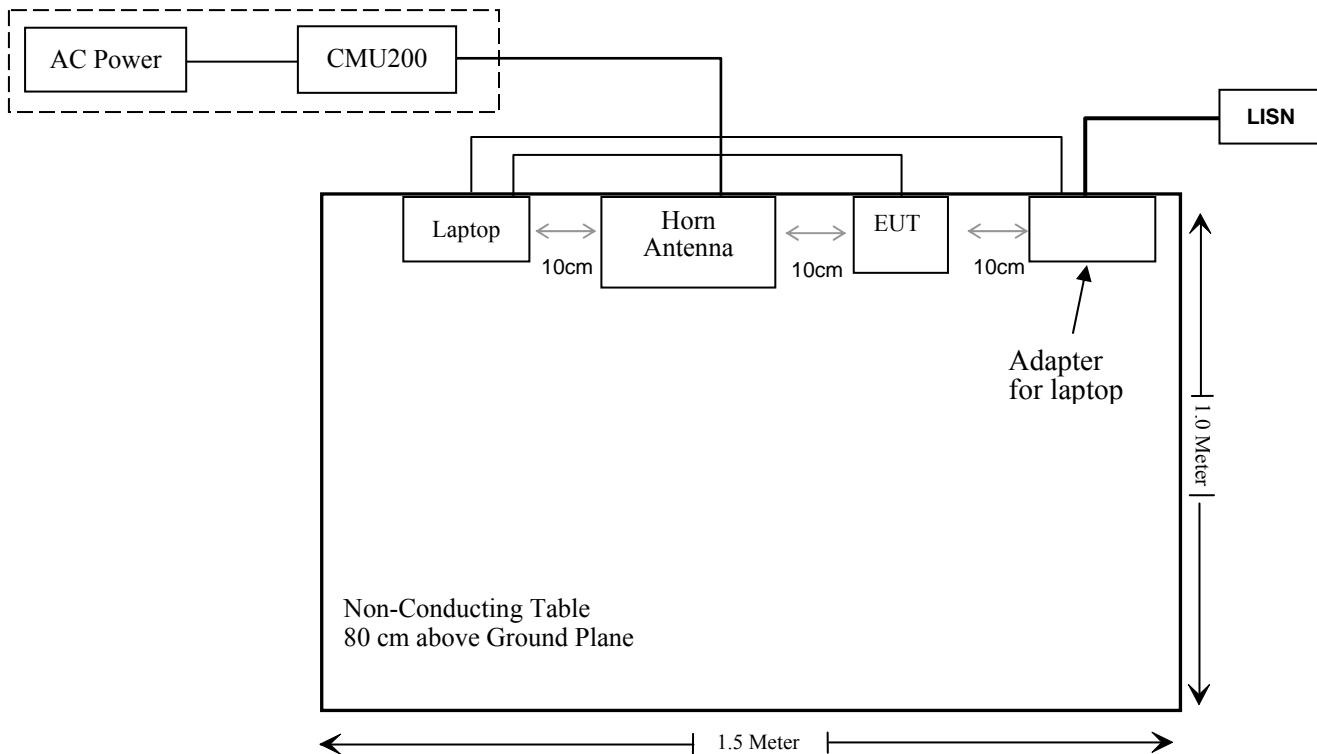 AC Power
CMU200
LISN
Laptop
Horn
Antenna
EUT
10cm
10cm
10cm
Adapter
for laptop
1.0 Meter
Non-Conducting Table
80 cm above Ground Plane
1.5 Meter